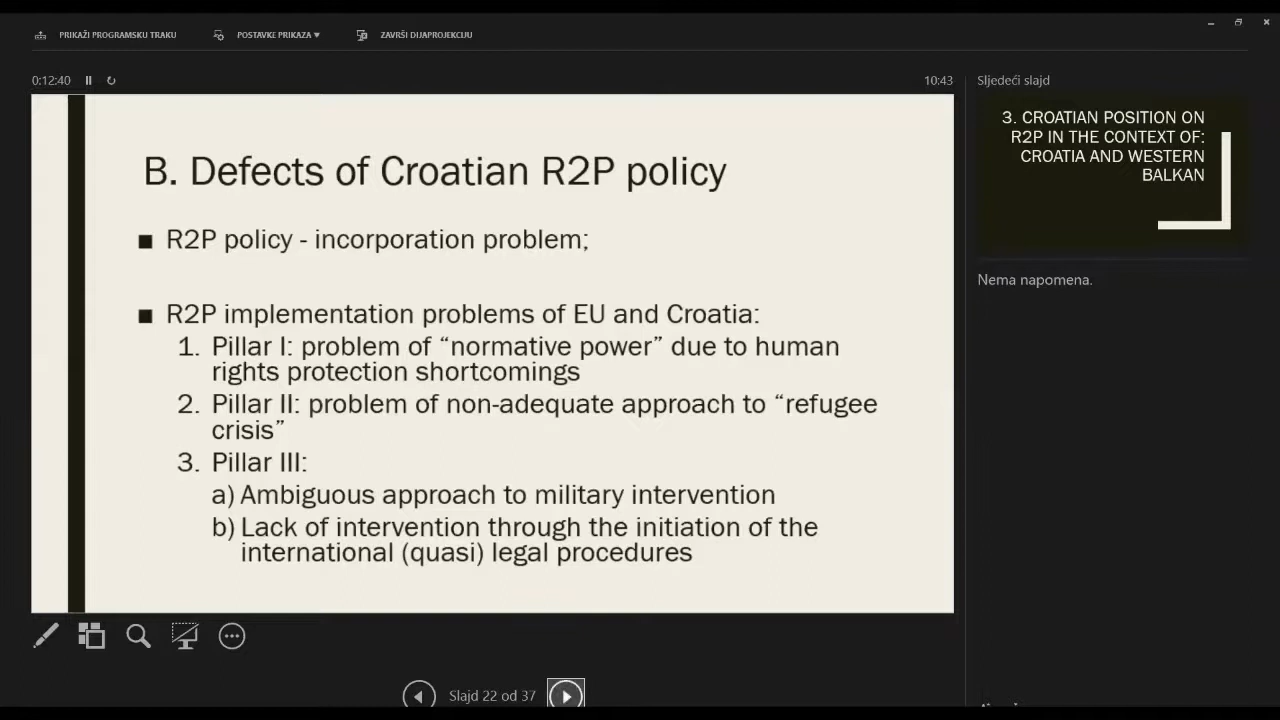 PRIKAŽI PROGRAMSKU TRAKU
POSTAVKE PRIKAZA ▼
ZAVRŠI DIJAPROJEKCIJU
0:12:40
10:43
B. Defects of Croatian R2P policy
■ R2P policy - incorporation problem;
■ R2P implementation problems of EU and Croatia:
1. Pillar I: problem of “normative power” due to human
rights protection shortcomings
2. Pillar II: problem of non-adequate approach to “refugee
crisis”
3. Pillar III:
a) Ambiguous approach to military intervention
b) Lack of intervention through the initiation of the
international (quasi) legal procedures
Slajd 22 od 37
Sljedeći slajd
3. CROATIAN POSITION ON
R2P IN THE CONTEXT OF:
CROATIA AND WESTERN
BALKAN
Nema napomena.